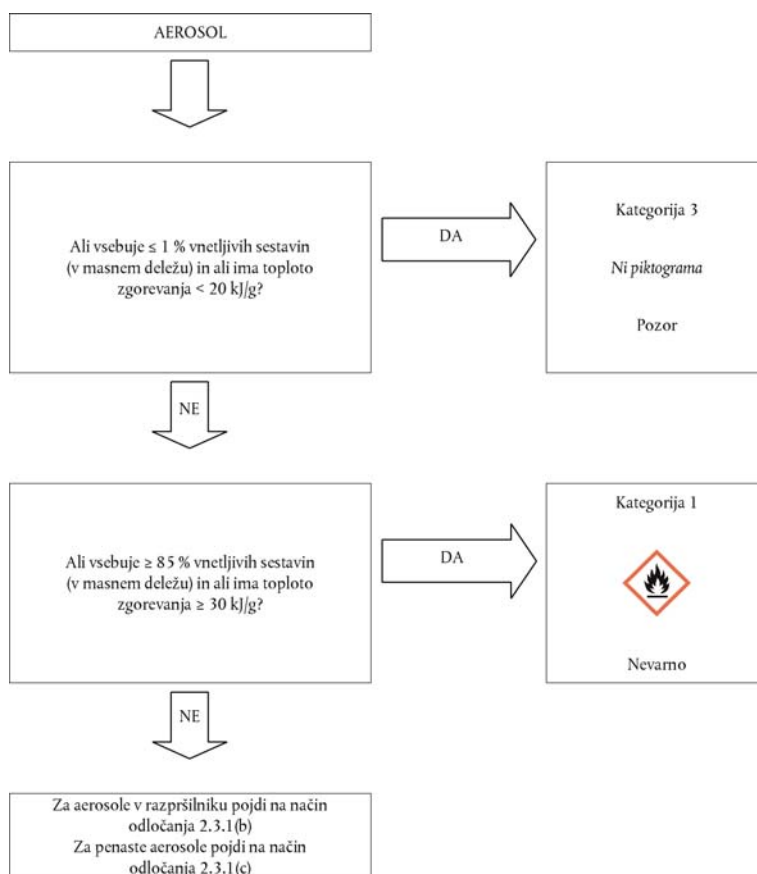 AEROSOL
Ali vsebuje ≤ 1 % vnetljivih sestavin
(v masnem deležu) in ali ima toploto
zgorevanja < 20 kJ/g?
DA
Kategorija 3
Ni piktograma
Pozor
NE
Ali vsebuje ≥ 85 % vnetljivih sestavin
(v masnem deležu) in ali ima toploto
zgorevanja ≥ 30 kJ/g?
DA
Kategorija 1
Nevarno
NE
Za aerosole v razpršilniku pojdi na način
odločanja 2.3.1(b)
Za penaste aerosole pojdi na način
odločanja 2.3.1(c)